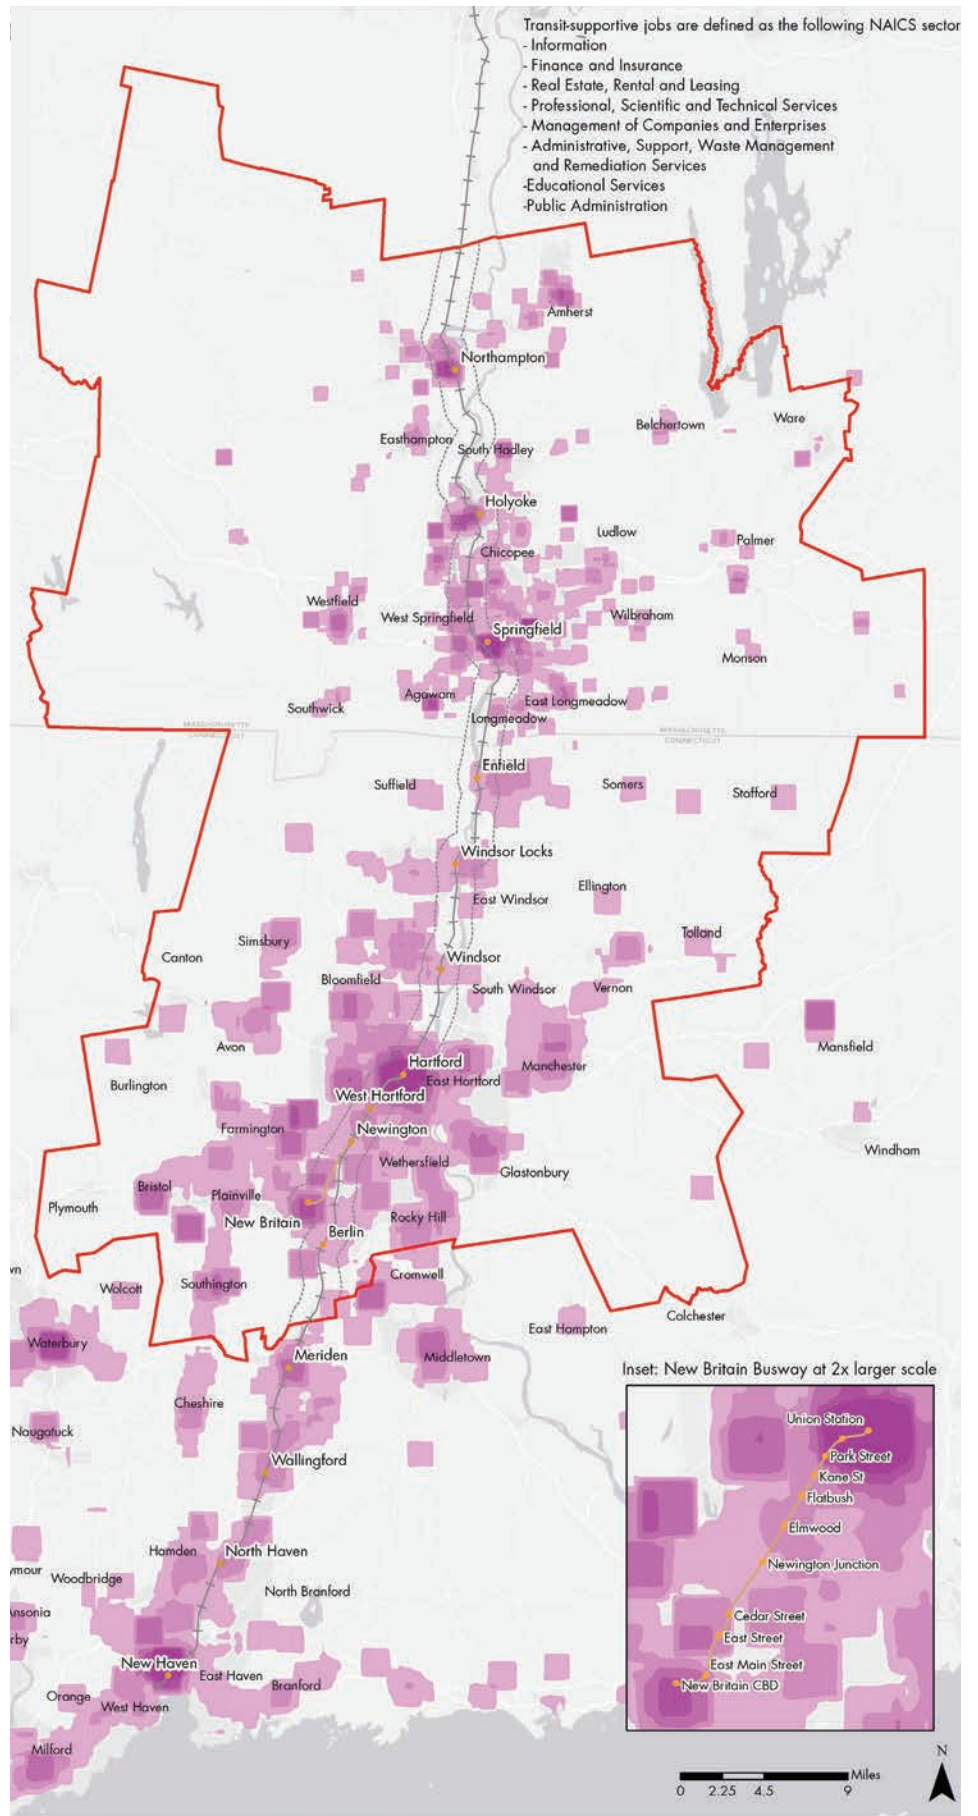 Transit-supportive jobs are defined as the following NAICS sector
- Information
- Finance and Insurance
- Real Estate, Rental and Leasing
- Professional, Scientific and Technical Services
- Management of Companies and Enterprises
- Administrative, Support, Waste Management
and Remediation Services
-Educational Services
-Public Administration
Amherst
Northampton
Belchertown
Ware
Easthampton
South Hadley
Holyoke
Ludlow
Palmer
Chicopee
Westfield
West Springfield
Wilbraham
Springfield
Monson
Agawam
East Longmeadow
Southwick
Longmeadow
MASSACHUSETTS
CONNECTICUT
MASSACHUSETTS
CONNECTICUT
Enfield
Suffield
Somers
Stafford
Windsor Locks
Ellington
East Windsor
Tolland
Simsbury
Canton
Windsor
Bloomfield
South Windsor
Vernon
Avon
Mansfield
Hartford
Manchester
East Hartford
Burlington
West Hartford
Farmington
Newington
Windham
Wethersfield
Glastonbury
Bristol
Plainville
Plymouth
New Britain
Rocky Hill
Berlin
wn
Cromwell
Wolcott
Southington
Colchester
East Hampton
Waterbury
Meriden
Middletown
Inset: New Britain Busway at 2x larger scale
Cheshire
Naugatuck
Wallingford
Union Station
Park Street
Kane St
Flatbush
Elmwood
Newington Junction
Cedar Street
East Street
East Main Street
New Britain CBD
Hamden
North Haven
ymour
Woodbridge
North Branford
Ansonia
rby
New Haven
East Haven
Branford
Orange
West Haven
Milford
N
Miles
0 2.25 4.5 9